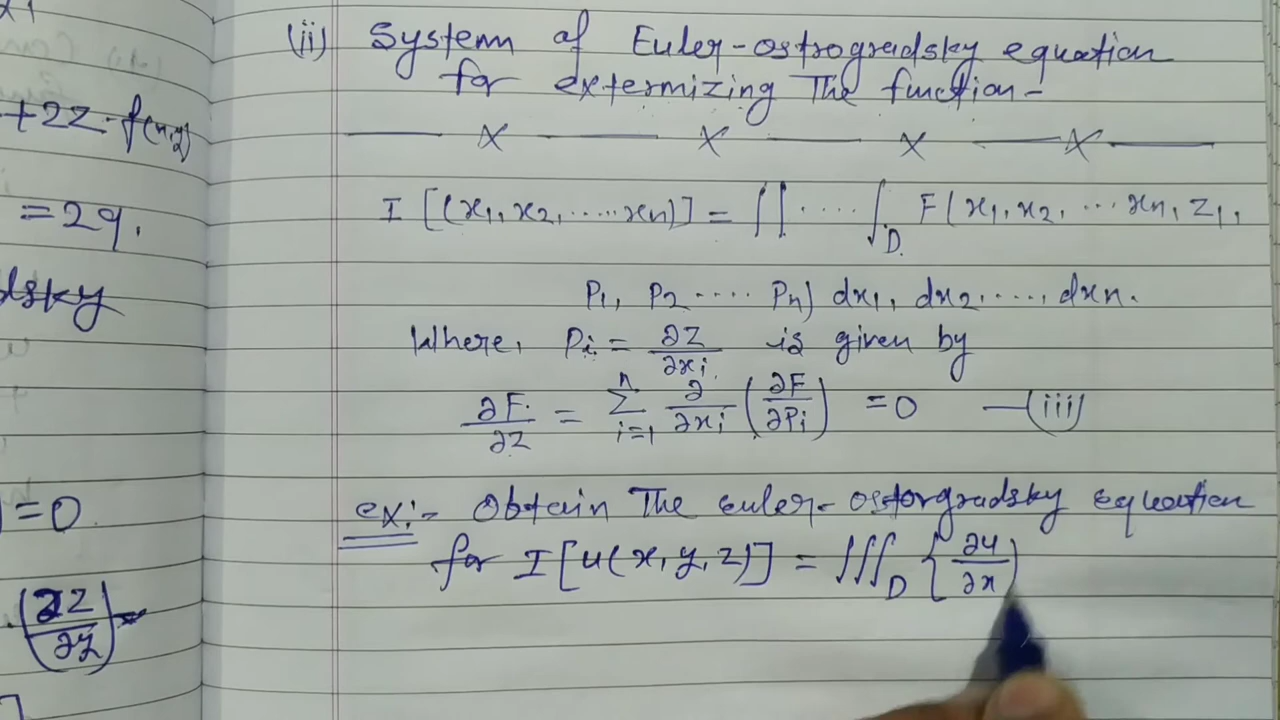 +2z·f(x,y)
=2q.
dsky
=0
(∂z/∂y)
(ii) System of Euler-ostrogradsky equation
for extermizing The function-
I [(x1, x2, ..... xn)] = ∫∫....∫D F(x1, x2, ... xn, z1,
P1, P2 ..... Pn) dx1, dx2, ...., dxn.
Where, Pi = ∂z/∂xi is given by
∂F/∂z = Σ i=1 n ∂/∂xi (∂F/∂Pi) = 0 —(iii)
ex:- Obtain The euler-ostorgradsky equation
for I[u(x, y, z)] = ∫∫∫D {∂u/∂x)